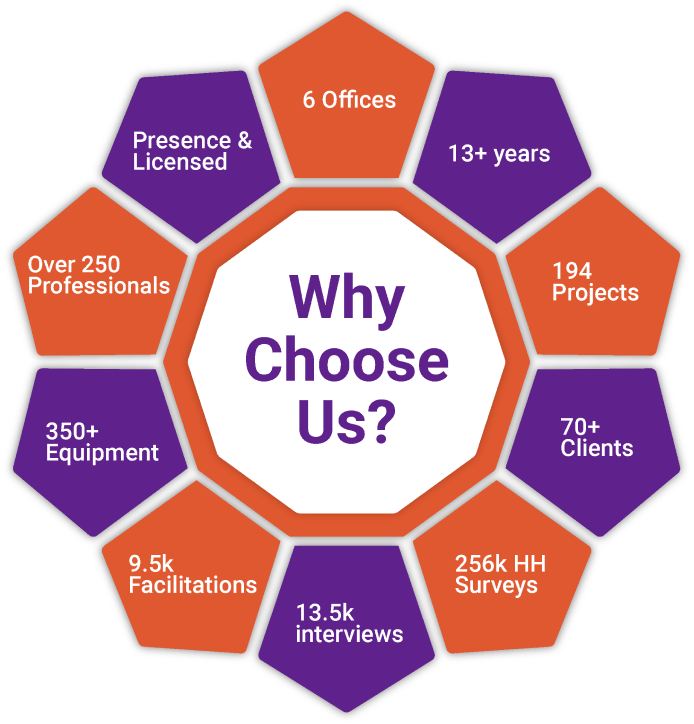 Why
Choose
Us?
6 Offices
13+ years
194
Projects
70+
Clients
256k HH
Surveys
13.5k
interviews
9.5k
Facilitations
350+
Equipment
Over 250
Professionals
Presence &
Licensed